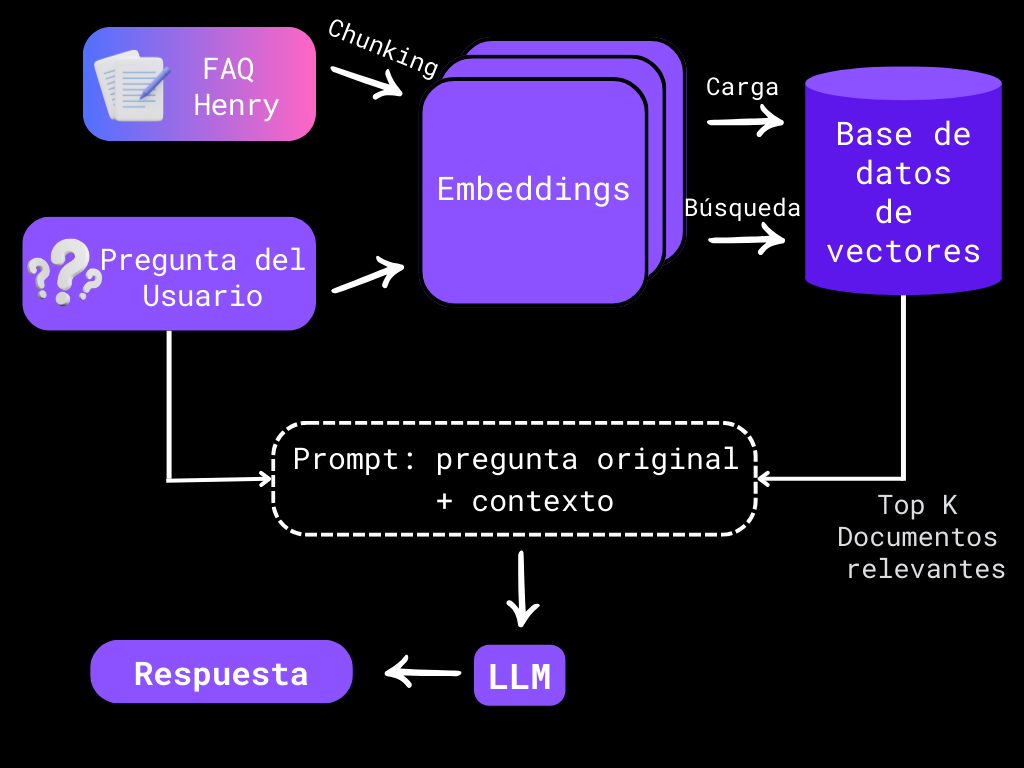 FAQ
Henry
Chunking
Embeddings
Carga
Búsqueda
Base de
datos
de
vectores
Pregunta del
Usuario
Prompt: pregunta original
+ contexto
Top K
Documentos
relevantes
LLM
Respuesta